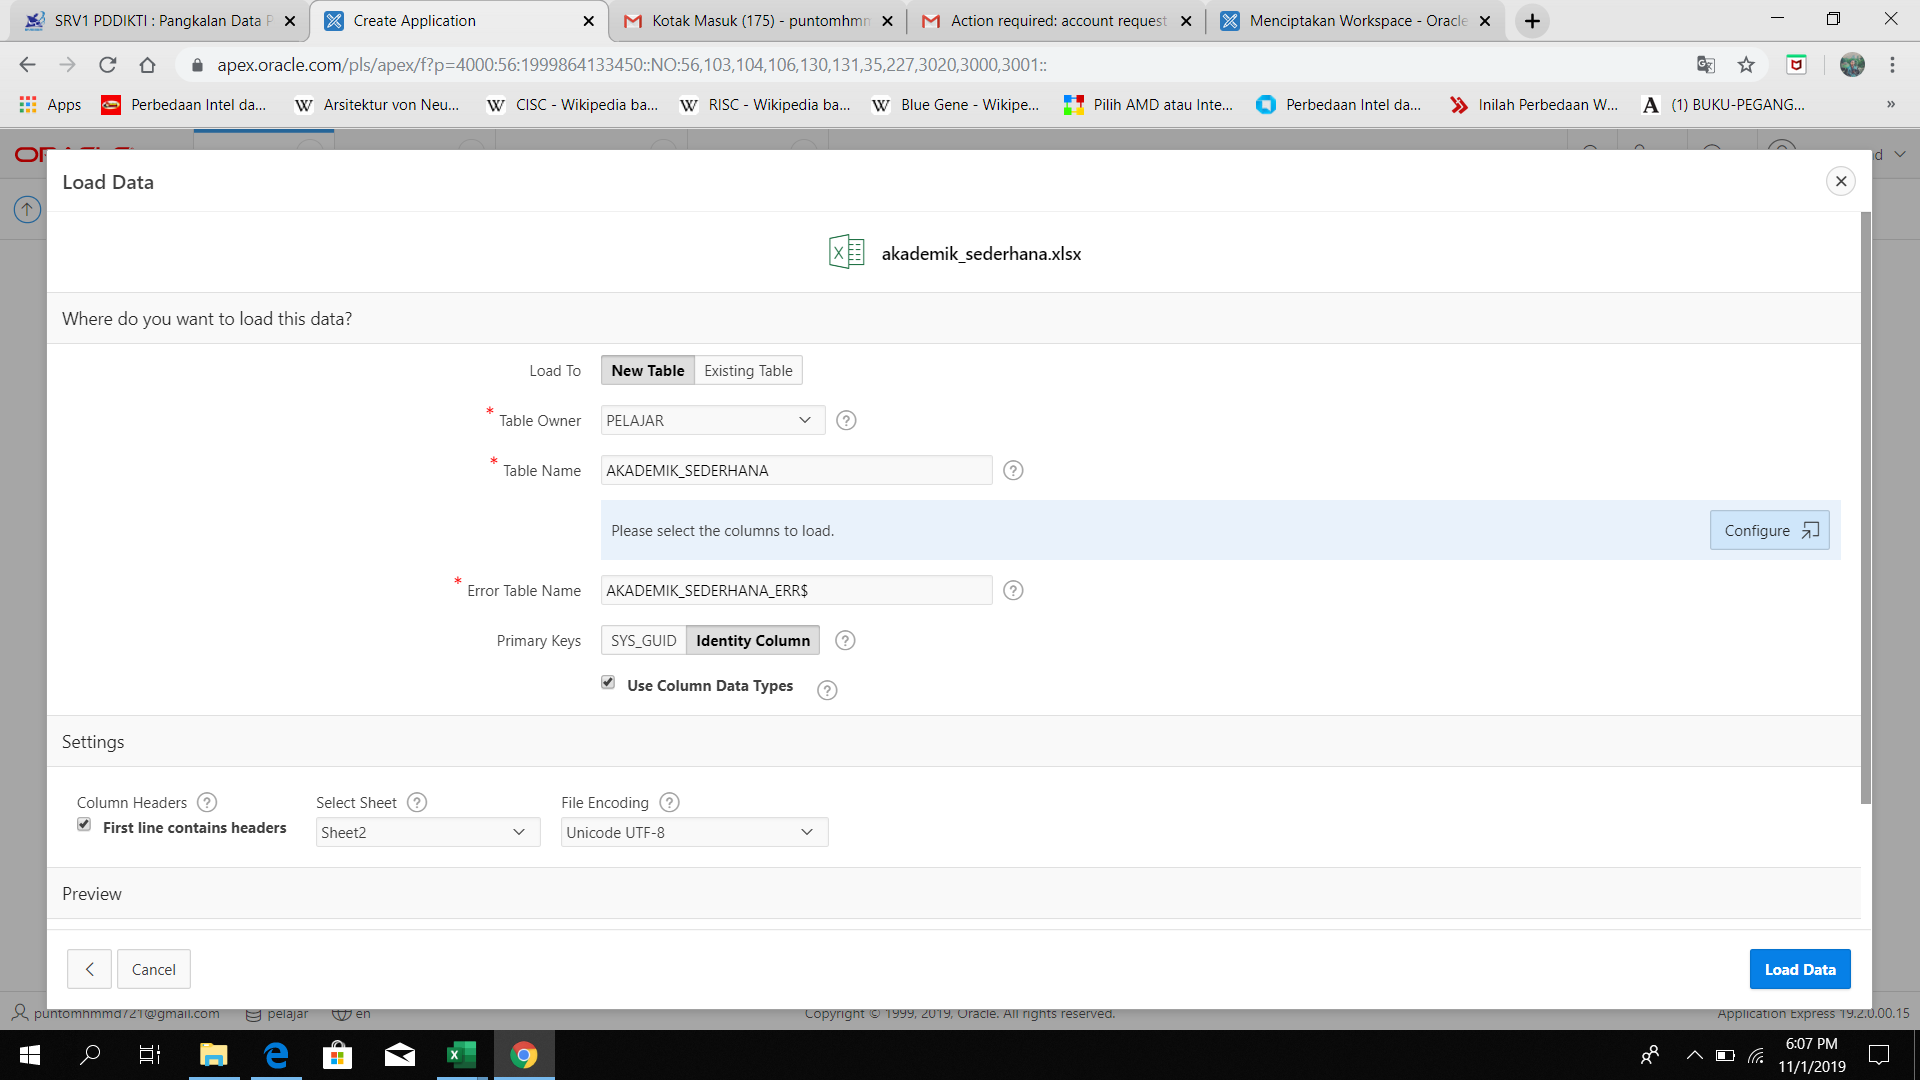 SRV1 PDDIKTI : Pangkalan Data P
Create Application
Kotak Masuk (175) - puntomhmm
Action required: account request
Menciptakan Workspace - Oracle
apex.oracle.com/pls/apex/f?p=4000:56:1999864133450::NO:56,103,104,106,130,131,35,227,3020,3000,3001::
Apps
Perbedaan Intel da...
Arsitektur von Neu...
CISC - Wikipedia ba...
RISC - Wikipedia ba...
Blue Gene - Wikipe...
Pilih AMD atau Inte...
Perbedaan Intel da...
Inilah Perbedaan W...
(1) BUKU-PEGANG...
Load Data
akademik_sederhana.xlsx
Where do you want to load this data?
Load To New Table Existing Table
* Table Owner PELAJAR
* Table Name AKADEMIK_SEDERHANA
Please select the columns to load. Configure
* Error Table Name AKADEMIK_SEDERHANA_ERR$
Primary Keys SYS_GUID Identity Column
Use Column Data Types
Settings
Column Headers Select Sheet File Encoding
First line contains headers Sheet2 Unicode UTF-8
Preview
Cancel Load Data
puntomhmmd721@gmail.com pelajar en Copyright © 1999, 2019, Oracle. All rights reserved. Application Express 19.2.0.00.15
6:07 PM
11/1/2019